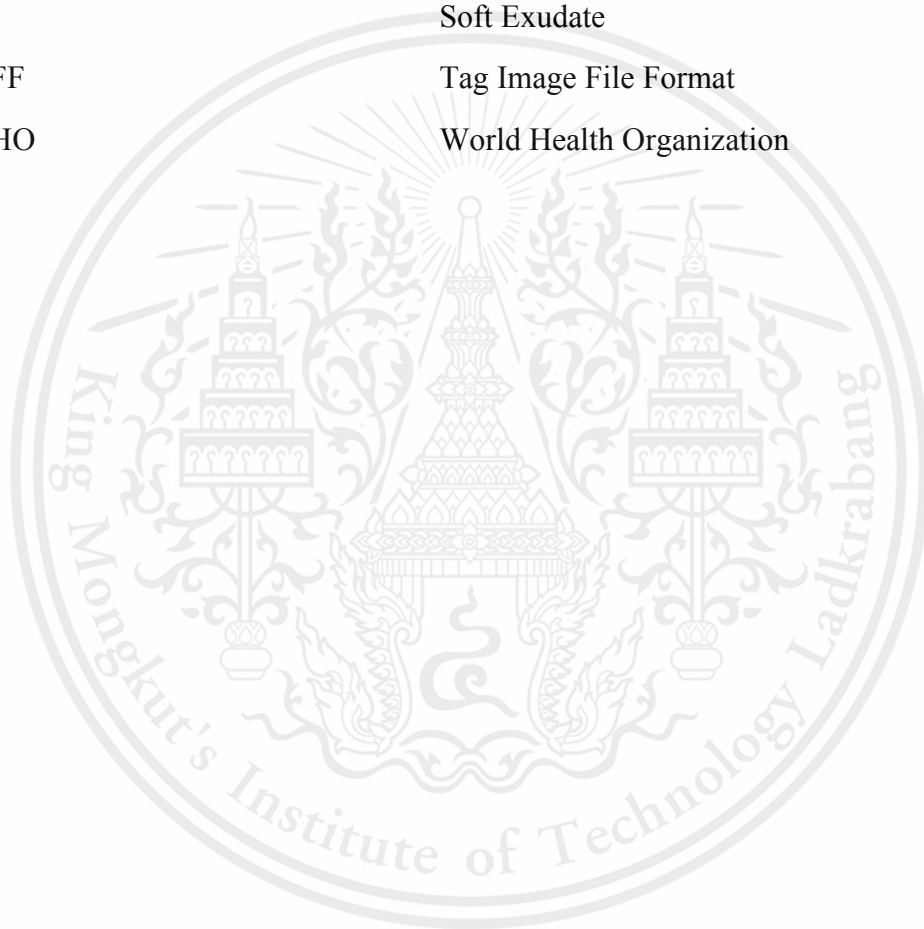 Soft Exudate
FF Tag Image File Format
HO World Health Organization
King Mongkut's Institute of Technology Ladkrabang